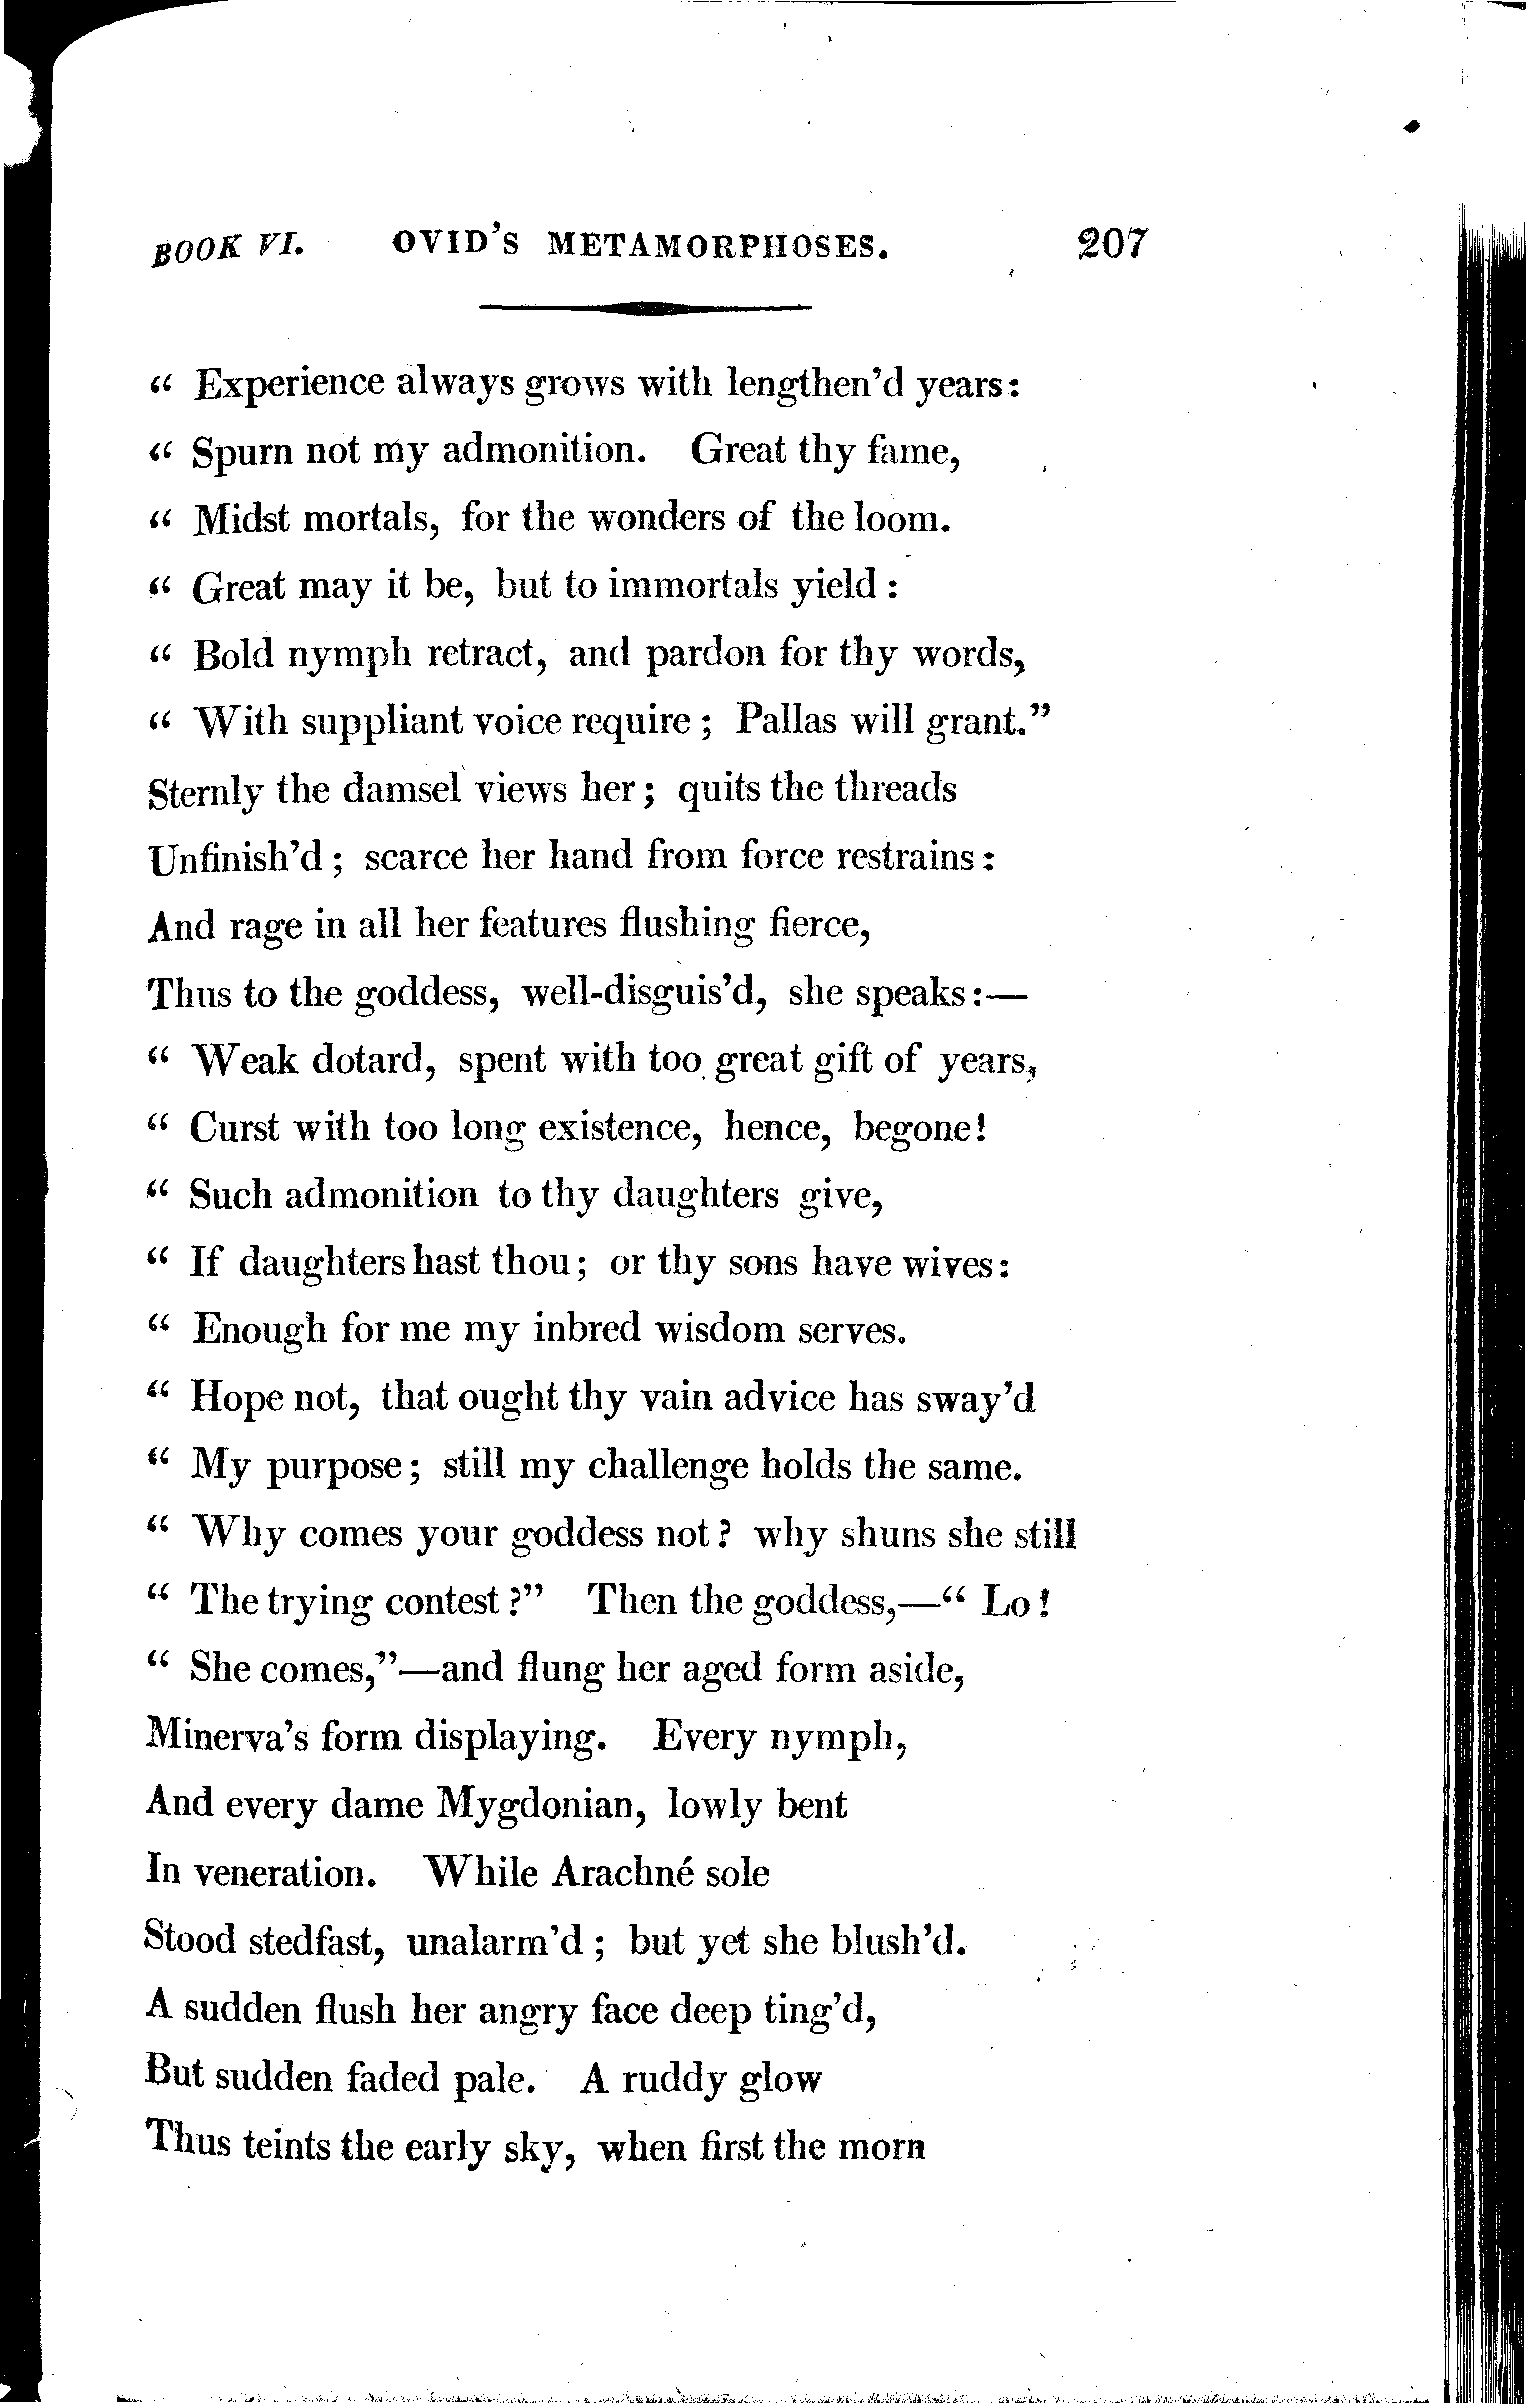 BOOK VI. OVID'S METAMORPHOSES. 207
“ Experience always grows with lengthen'd years:
“ Spurn not my admonition. Great thy fame,
“ Midst mortals, for the wonders of the loom.
“ Great may it be, but to immortals yield :
“ Bold nymph retract, and pardon for thy words,
“ With suppliant voice require ; Pallas will grant.”
Sternly the damsel views her ; quits the threads
Unfinish'd ; scarce her hand from force restrains :
And rage in all her features flushing fierce,
Thus to the goddess, well-disguis'd, she speaks :—
“ Weak dotard, spent with too great gift of years,
“ Curst with too long existence, hence, begone!
“ Such admonition to thy daughters give,
“ If daughters hast thou ; or thy sons have wives :
“ Enough for me my inbred wisdom serves.
“ Hope not, that ought thy vain advice has sway'd
“ My purpose ; still my challenge holds the same.
“ Why comes your goddess not ? why shuns she still
“ The trying contest ?” Then the goddess,—“ Lo !
“ She comes,”—and flung her aged form aside,
Minerva's form displaying. Every nymph,
And every dame Mygdonian, lowly bent
In veneration. While Arachné sole
Stood stedfast, unalarm'd ; but yet she blush'd.
A sudden flush her angry face deep ting'd,
But sudden faded pale. A ruddy glow
Thus teints the early sky, when first the morn